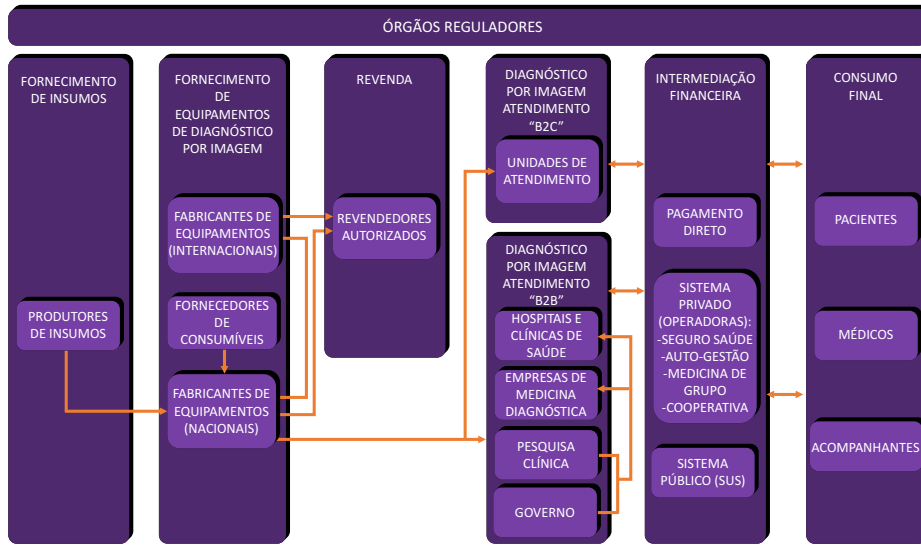 ÓRGÃOS REGULADORES
FORNECIMENTO
DE INSUMOS
PRODUTORES
DE INSUMOS
FORNECIMENTO
DE
EQUIPAMENTOS
DE DIAGNÓSTICO
POR IMAGEM
FABRICANTES DE
EQUIPAMENTOS
(INTERNACIONAIS)
FORNECEDORES
DE
CONSUMÍVEIS
FABRICANTES
DE
EQUIPAMENTOS
(NACIONAIS)
REVENDA
REVENDEDORES
AUTORIZADOS
DIAGNÓSTICO
POR IMAGEM
ATENDIMENTO
“B2C”
UNIDADES DE
ATENDIMENTO
DIAGNÓSTICO
POR IMAGEM
ATENDIMENTO
“B2B”
HOSPITAIS E
CLÍNICAS DE
SAÚDE
EMPRESAS DE
MEDICINA
DIAGNÓSTICA
PESQUISA
CLÍNICA
GOVERNO
INTERMEDIAÇÃO
FINANCEIRA
PAGAMENTO
DIRETO
SISTEMA
PRIVADO
(OPERADORAS):
-SEGURO SAÚDE
-AUTO-GESTÃO
-MEDICINA DE
GRUPO
-COOPERATIVA
SISTEMA
PÚBLICO (SUS)
CONSUMO
FINAL
PACIENTES
MÉDICOS
ACOMPANHANTES